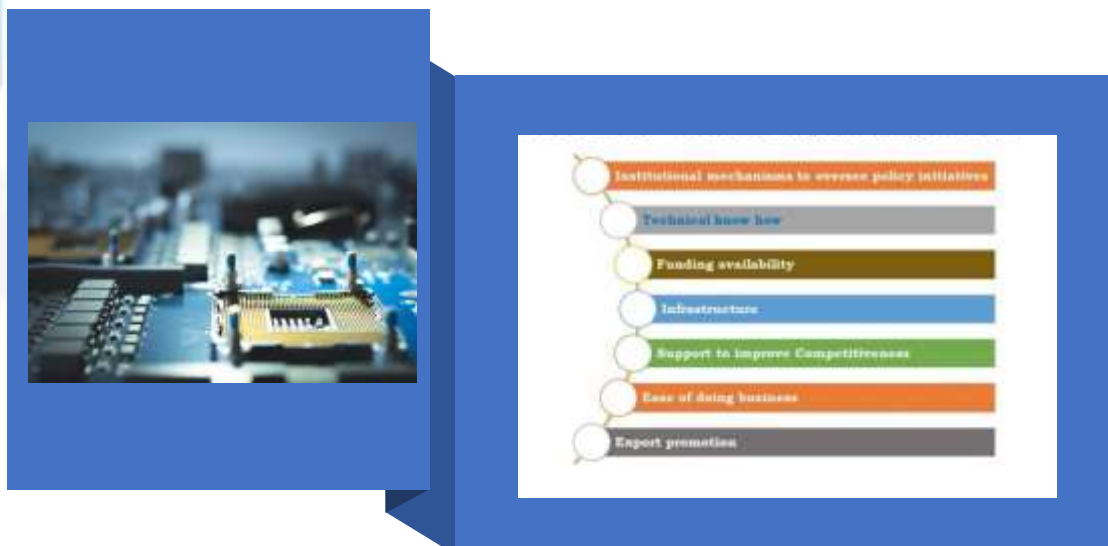 Institutional mechanisms to oversee policy initiatives
Technical know how
Funding availability
Infrastructure
Support to improve Competitiveness
Ease of doing business
Export promotion